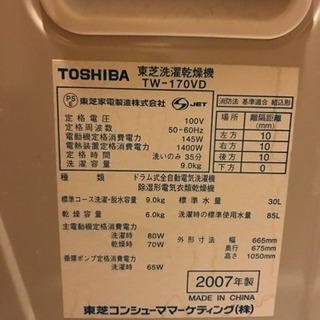 TOSHIBA 東芝洗濯乾燥機
TW-170VD
PS E 東芝家電製造株式会社 S JET
定格電圧 100V
定格周波数 50-60Hz
電動機定格消費電力 145W
電熱装置定格消費電力 1400W
定格時間 洗いのみ 35分
定格洗濯容量 9.0kg
消防法 基準適合 組込形
場所 離隔距離(mm)
左方 10
右方 10
後方 10
下方 0
種類 ドラム式全自動電気洗濯機
除湿形電気衣類乾燥機
標準コース洗濯・脱水容量 9.0kg 標準水量 30L
乾燥容量 6.0kg 洗濯時の標準使用水量 85L
主電動機定格消費電力
洗濯時 80W
乾燥時 70W
循環ポンプ定格消費電力
洗濯時 65W
外形寸法 幅 665mm
奥行 675mm
高さ 1050mm
2007年製
MADE IN CHINA
東芝コンシューママーケティング(株)